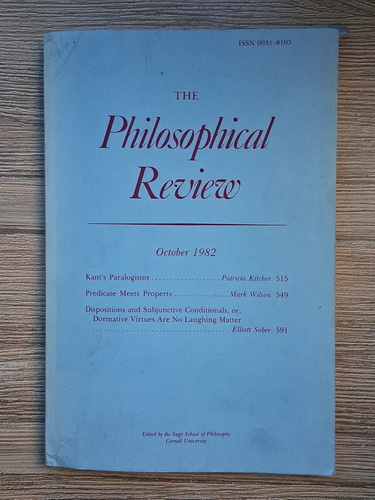 ISSN 0031-8103
THE
Philosophical
Review
October 1982
Kant's Paralogisms .................... Patricia Kitcher 515
Predicate Meets Property ............... Mark Wilson 549
Dispositions and Subjunctive Conditionals, or,
Dormative Virtues Are No Laughing Matter
..................................... Elliott Sober 591
Edited by the Sage School of Philosophy
Cornell University